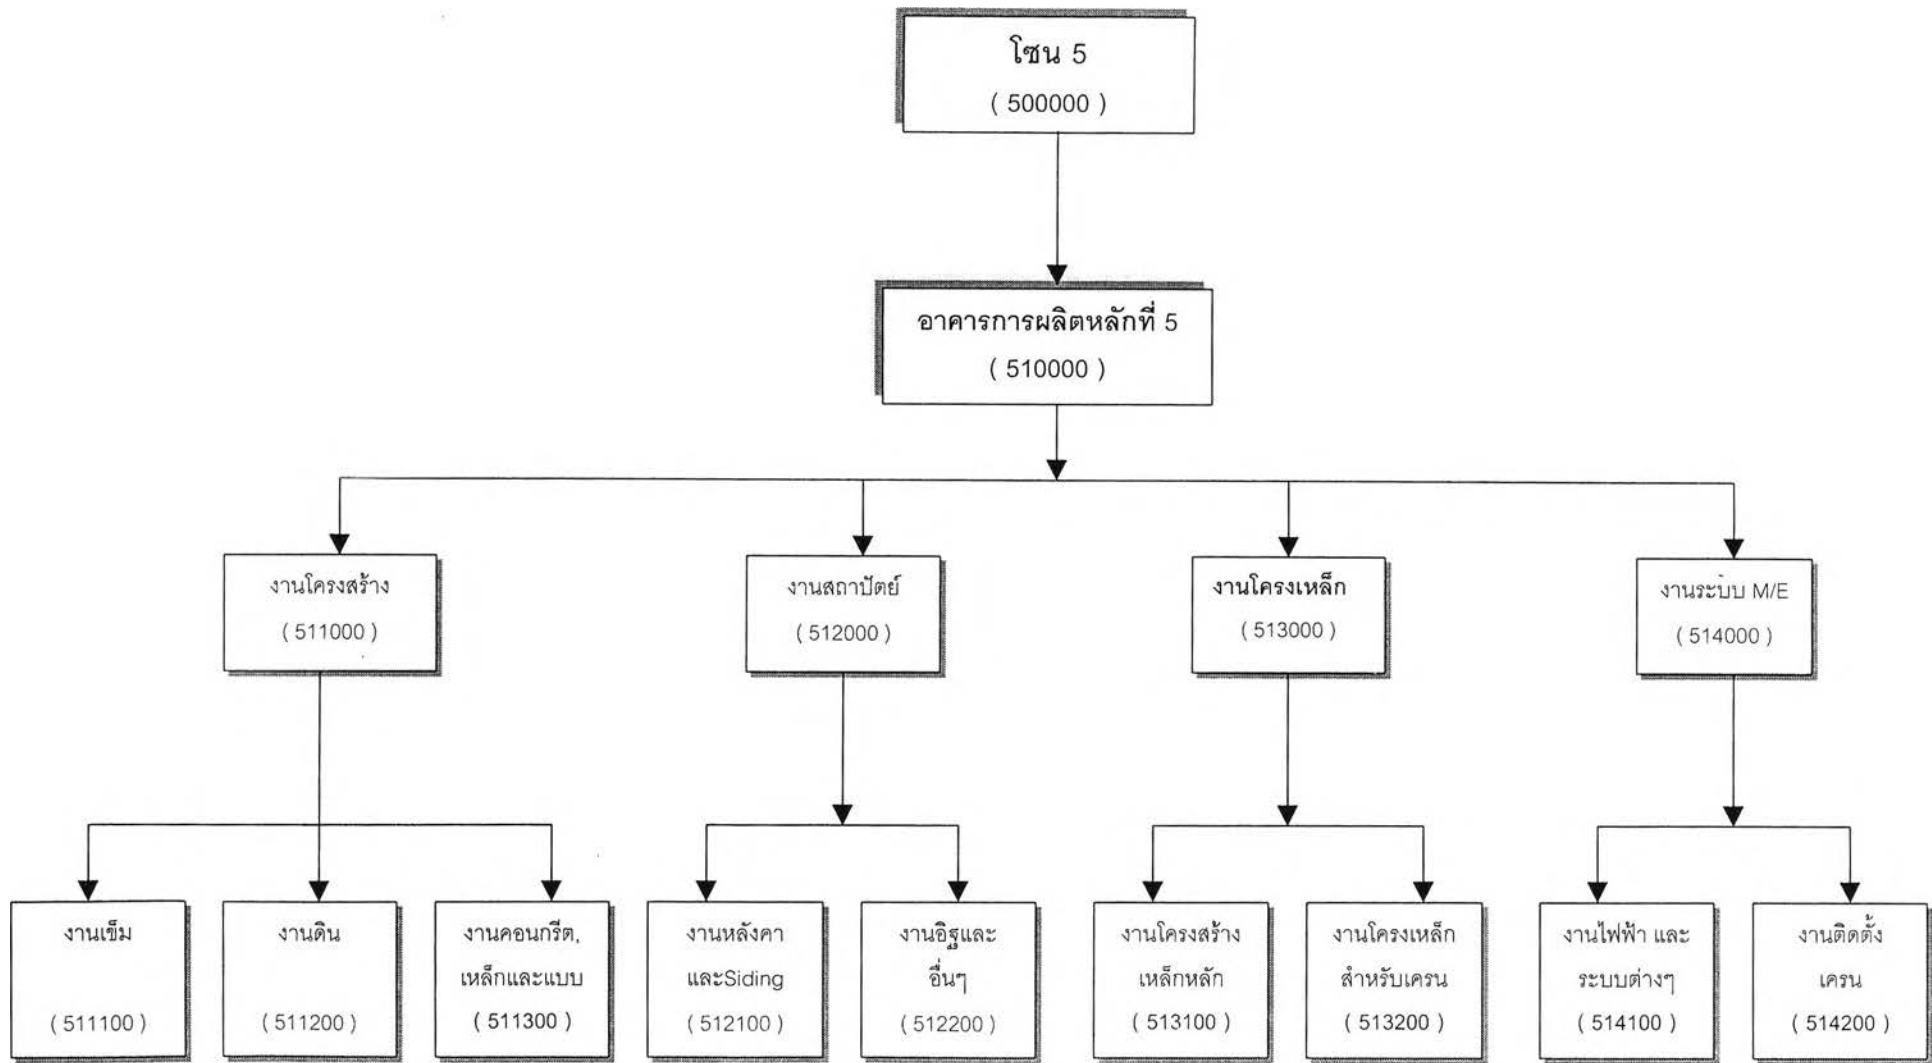 โซน 5
( 500000 )
อาคารการผลิตหลักที่ 5
( 510000 )
งานโครงสร้าง
( 511000 )
งานสถาปัตย์
( 512000 )
งานโครงเหล็ก
( 513000 )
งานระบบ M/E
( 514000 )
งานเข็ม
( 511100 )
งานดิน
( 511200 )
งานคอนกรีต,
เหล็กและแบบ
( 511300 )
งานหลังคา
และSiding
( 512100 )
งานอิฐและ
อื่นๆ
( 512200 )
งานโครงสร้าง
เหล็กหลัก
( 513100 )
งานโครงเหล็ก
สำหรับเครน
( 513200 )
งานไฟฟ้า และ
ระบบต่างๆ
( 514100 )
งานติดตั้ง
เครน
( 514200 )